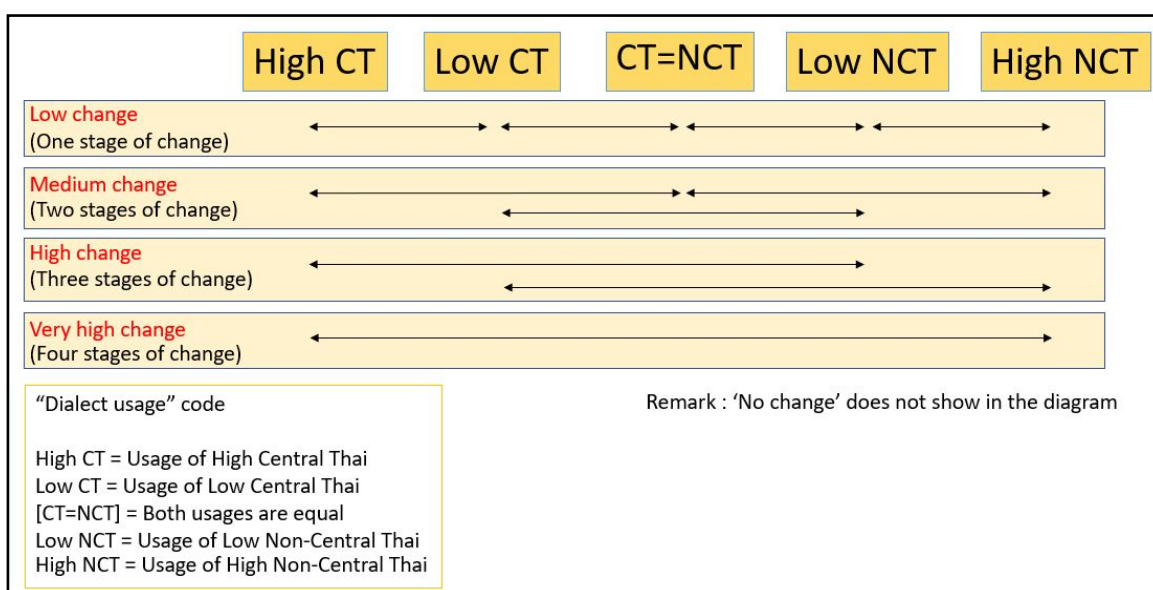 High CT Low CT CT=NCT Low NCT High NCT
Low change
(One stage of change)
Medium change
(Two stages of change)
High change
(Three stages of change)
Very high change
(Four stages of change)
“Dialect usage” code
High CT = Usage of High Central Thai
Low CT = Usage of Low Central Thai
[CT=NCT] = Both usages are equal
Low NCT = Usage of Low Non-Central Thai
High NCT = Usage of High Non-Central Thai
Remark : ‘No change’ does not show in the diagram